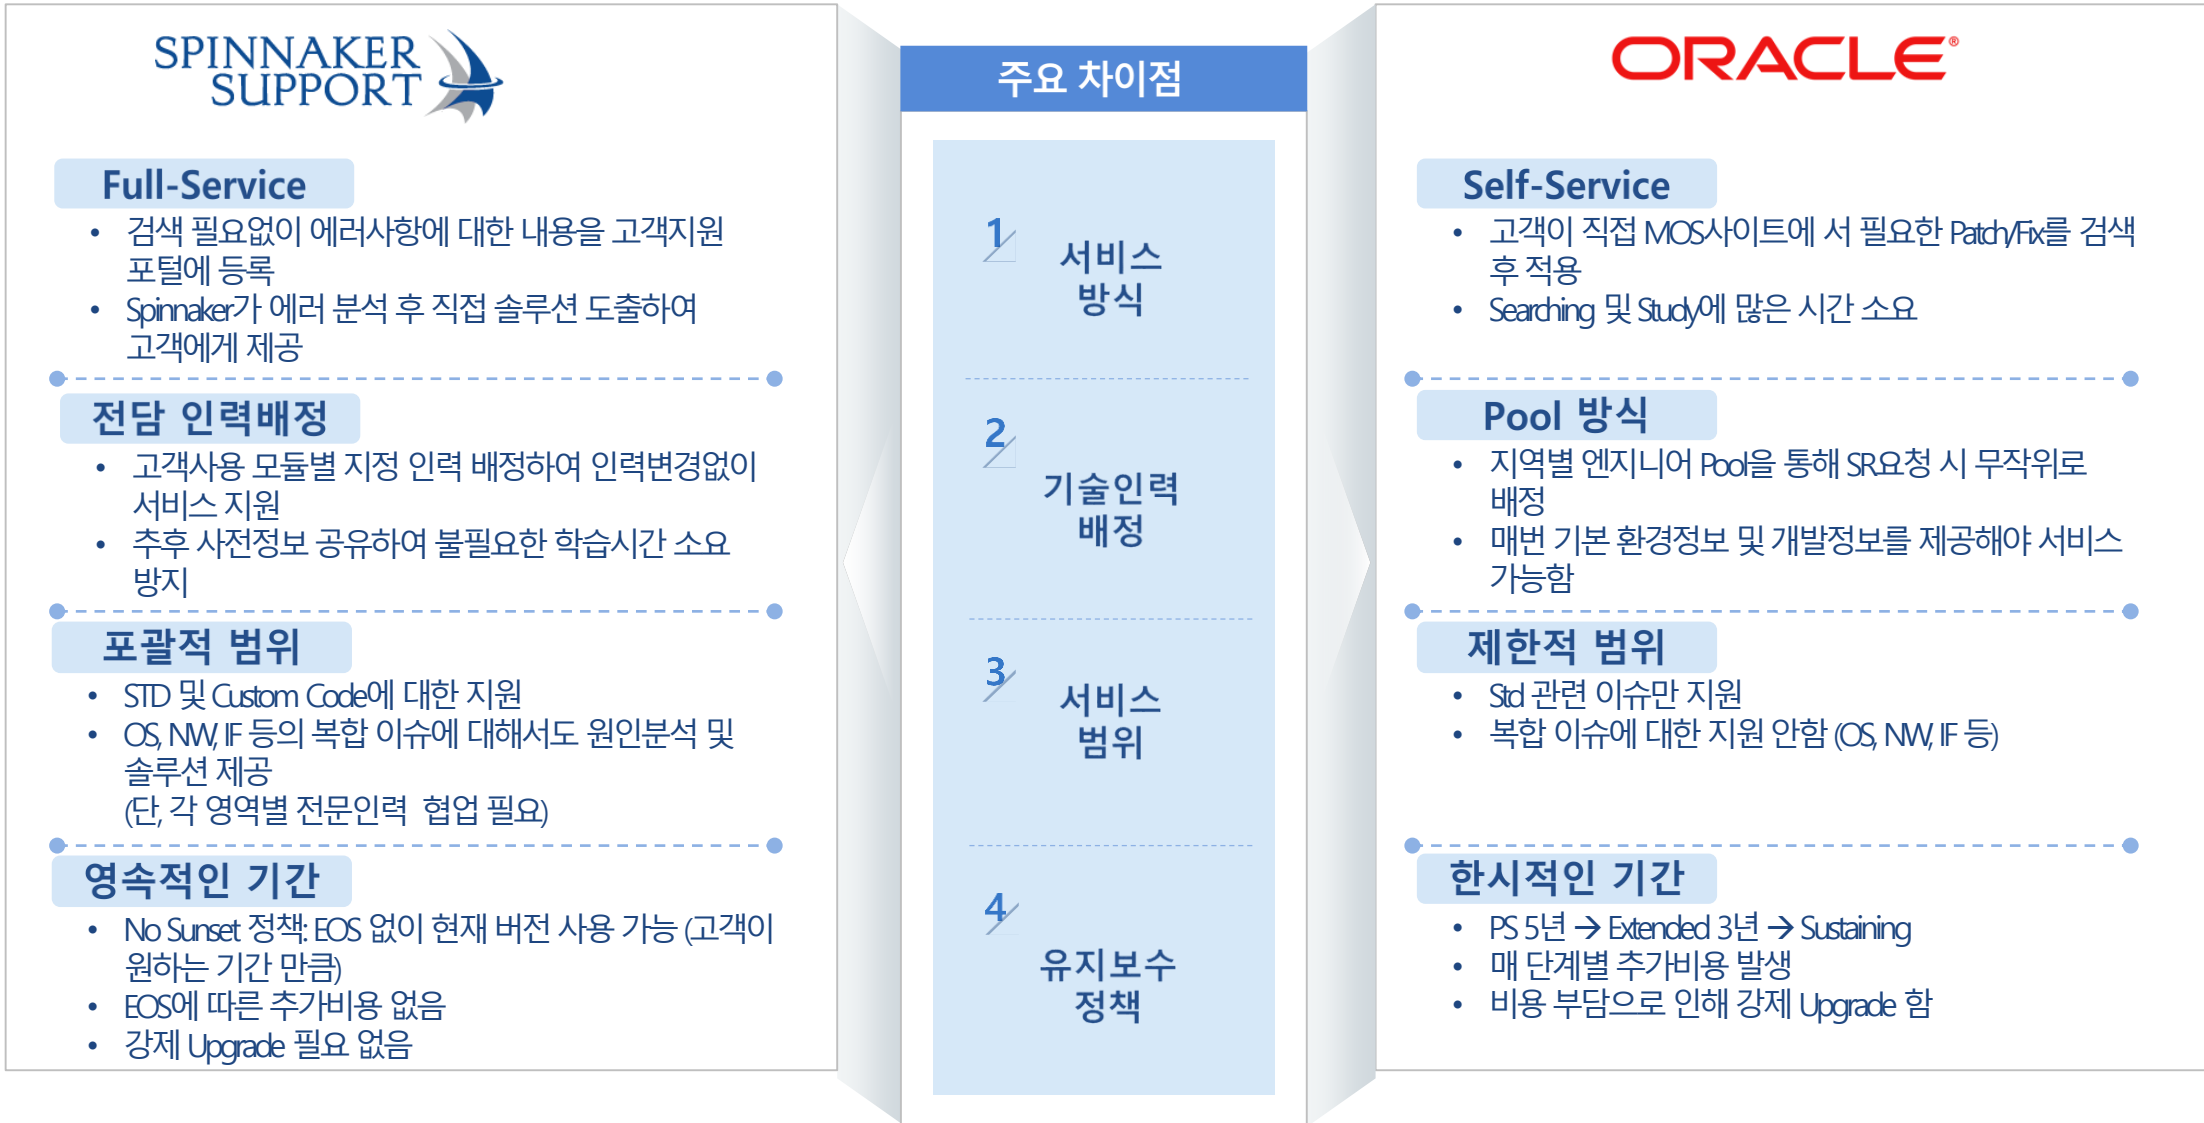 SPINNAKER
SUPPORT
Full-Service
• 검색 필요없이 에러사항에 대한 내용을 고객지원
포털에 등록
• Spinnaker가 에러 분석 후 직접 솔루션 도출하여
고객에게 제공
전담 인력배정
• 고객사용 모듈별 지정 인력 배정하여 인력변경없이
서비스 지원
• 추후 사전정보 공유하여 불필요한 학습시간 소요
방지
포괄적 범위
• STD 및 Custom Code에 대한 지원
• OS, NW, IF 등의 복합 이슈에 대해서도 원인분석 및
솔루션 제공
(단, 각 영역별 전문인력 협업 필요)
영속적인 기간
• No Sunset 정책: EOS 없이 현재 버전 사용 가능 (고객이
원하는 기간 만큼)
• EOS에 따른 추가비용 없음
• 강제 Upgrade 필요 없음
주요 차이점
1
서비스
방식
2
기술인력
배정
3
서비스
범위
4
유지보수
정책
ORACLE®
Self-Service
• 고객이 직접 MOS사이트에 서 필요한 Patch/Fix를 검색
후 적용
• Searching 및 Study에 많은 시간 소요
Pool 방식
• 지역별 엔지니어 Pool을 통해 SR요청 시 무작위로
배정
• 매번 기본 환경정보 및 개발정보를 제공해야 서비스
가능함
제한적 범위
• Std 관련 이슈만 지원
• 복합 이슈에 대한 지원 안함 (OS, NW, IF 등)
한시적인 기간
• PS 5년 → Extended 3년 → Sustaining
• 매 단계별 추가비용 발생
• 비용 부담으로 인해 강제 Upgrade 함